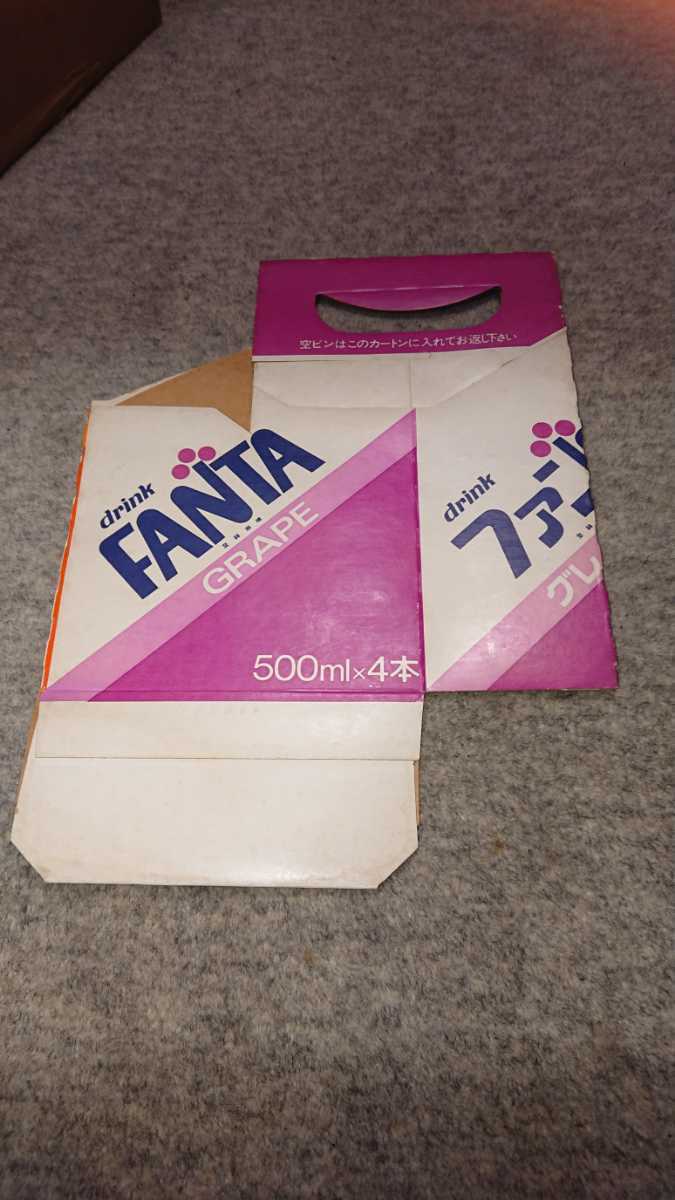 空ビンはこのカートンに入れてお返し下さい
drink
FANTA
GRAPE
500ml×4本
drink
ファン
グレ